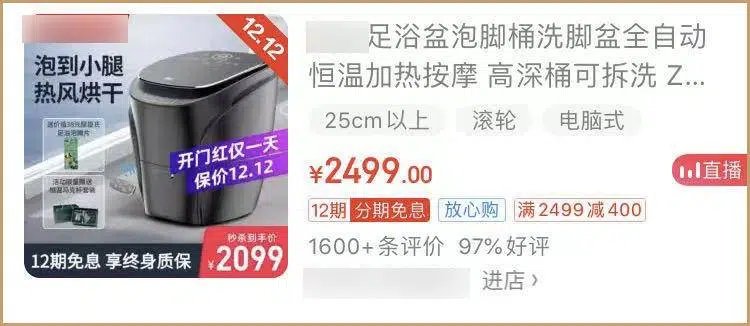 12.12
泡到小腿
热风烘干
开门红仅一天
保价12.12
秒杀到手价
12期免息 享终身质保
¥2099
足浴盆泡脚桶洗脚盆全自动
恒温加热按摩 高深桶可拆洗 Z...
25cm以上
滚轮
电脑式
¥2499.00
直播
12期 分期免息 放心购 满2499减400
1600+条评价 97%好评
进店 >